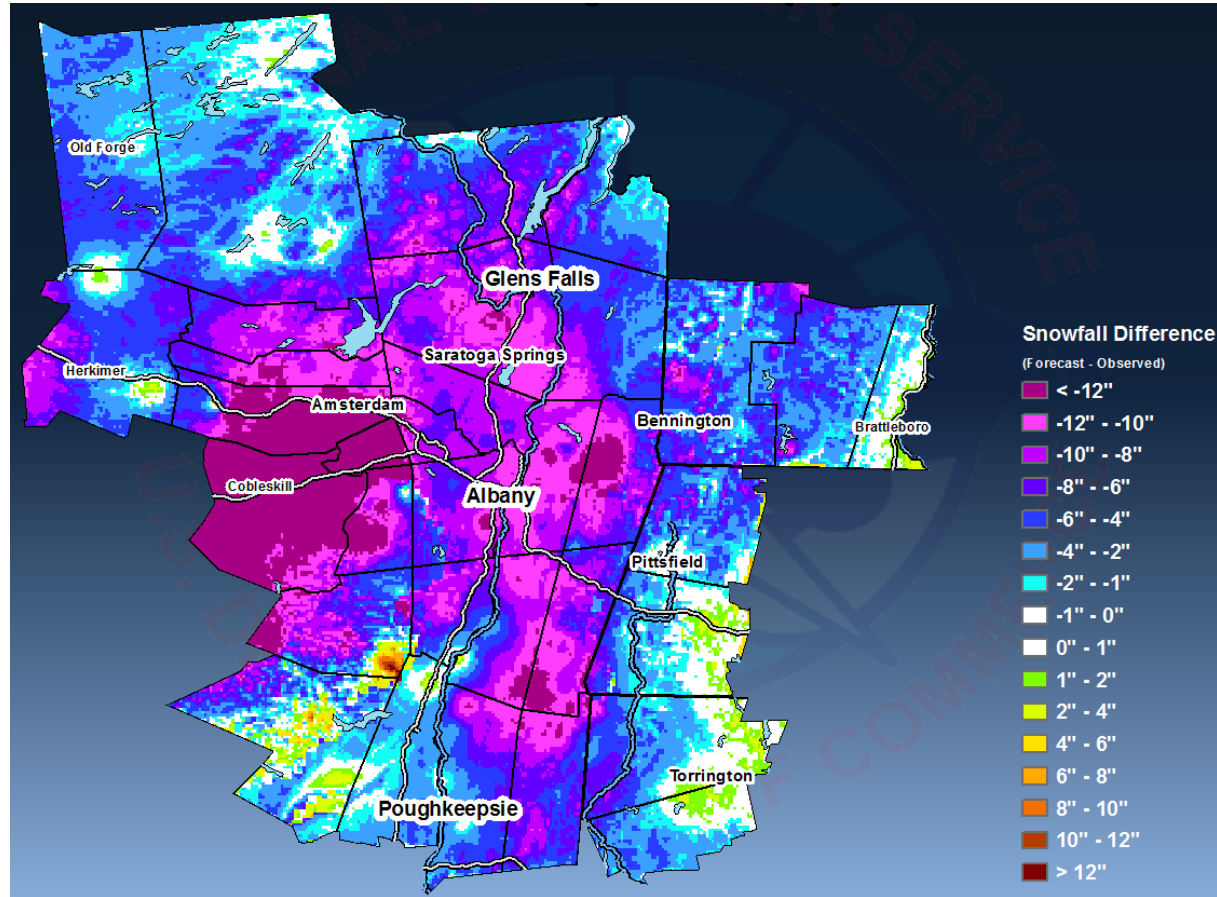 Old Forge
Glens Falls
Saratoga Springs
Herkimer
Amsterdam
Bennington
Brattleboro
Cobleskill
Albany
Pittsfield
Torrington
Poughkeepsie
Snowfall Difference
(Forecast - Observed)
< -12"
-12" - -10"
-10" - -8"
-8" - -6"
-6" - -4"
-4" - -2"
-2" - -1"
-1" - 0"
0" - 1"
1" - 2"
2" - 4"
4" - 6"
6" - 8"
8" - 10"
10" - 12"
> 12"
SERVICE